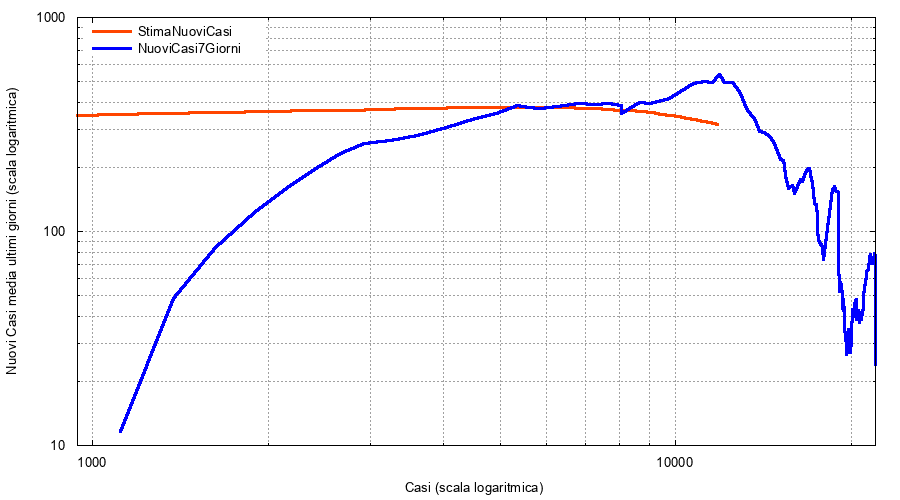 1000
StimaNuoviCasi
NuoviCasi7Giorni
Nuovi Casi media ultimi giorni (scala logaritmica)
100
10
1000
10000
Casi (scala logaritmica)